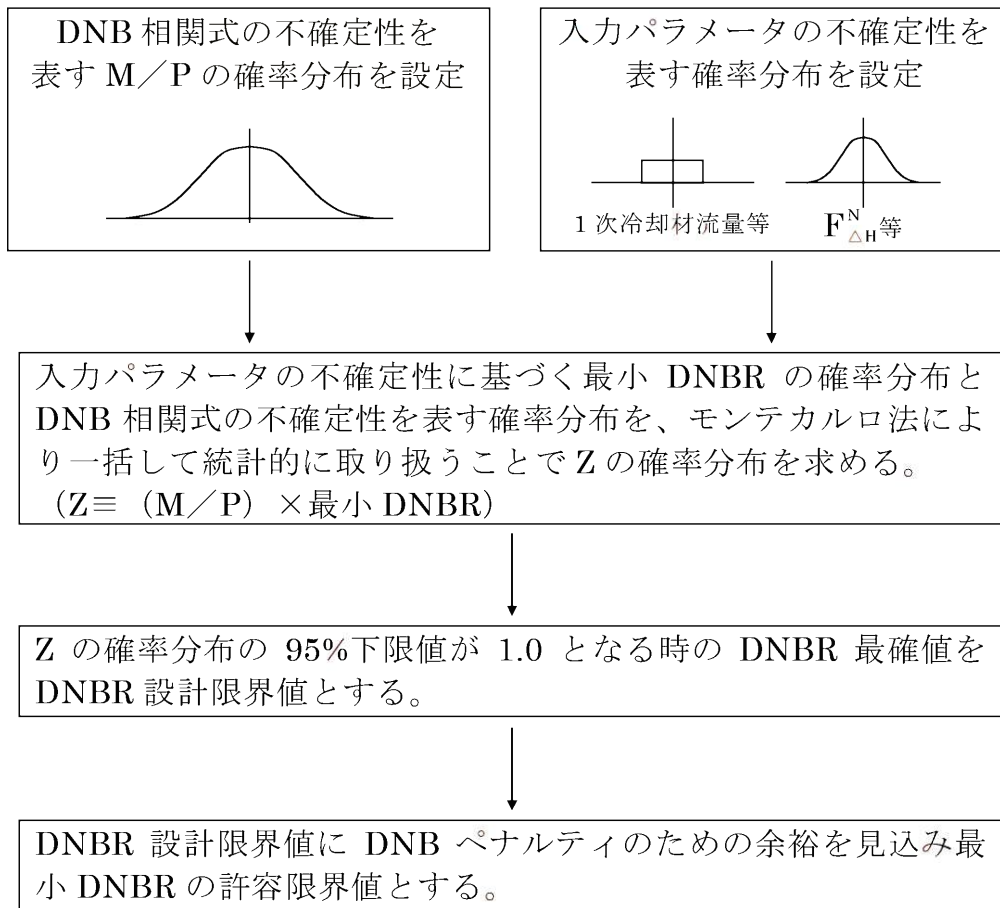 DNB 相関式の不確定性を
表す M／P の確率分布を設定
入力パラメータの不確定性を
表す確率分布を設定
1 次冷却材流量等
F^N_△H 等
入力パラメータの不確定性に基づく最小 DNBR の確率分布と
DNB 相関式の不確定性を表す確率分布を、モンテカルロ法によ
り一括して統計的に取り扱うことで Z の確率分布を求める。
（Z≡（M／P）×最小 DNBR）
Z の確率分布の 95%下限値が 1.0 となる時の DNBR 最確値を
DNBR 設計限界値とする。
DNBR 設計限界値に DNB ペナルティのための余裕を見込み最
小 DNBR の許容限界値とする。